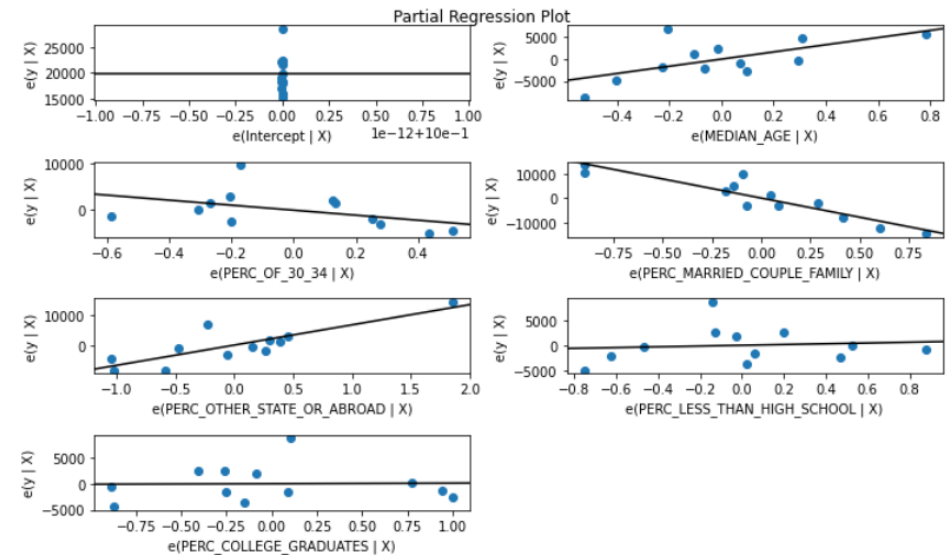 Partial Regression Plot
e(y | X)
25000
20000
15000
−1.00 −0.75 −0.50 −0.25 0.00 0.25 0.50 0.75 1.00
e(Intercept | X)
1e−12+10e−1
e(y | X)
5000
0
−5000
−0.4 −0.2 0.0 0.2 0.4 0.6 0.8
e(MEDIAN_AGE | X)
e(y | X)
10000
0
−0.6 −0.4 −0.2 0.0 0.2 0.4
e(PERC_OF_30_34 | X)
e(y | X)
10000
0
−10000
−0.75 −0.50 −0.25 0.00 0.25 0.50 0.75
e(PERC_MARRIED_COUPLE_FAMILY | X)
e(y | X)
10000
0
−1.0 −0.5 0.0 0.5 1.0 1.5 2.0
e(PERC_OTHER_STATE_OR_ABROAD | X)
e(y | X)
5000
0
−5000
−0.8 −0.6 −0.4 −0.2 0.0 0.2 0.4 0.6 0.8
e(PERC_LESS_THAN_HIGH_SCHOOL | X)
e(y | X)
5000
0
−5000
−0.75 −0.50 −0.25 0.00 0.25 0.50 0.75 1.00
e(PERC_COLLEGE_GRADUATES | X)